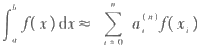 ∫_a^b f(x)dx ≈ ∑_{i=0}^{n} a_i^{(n)} f(x_i)